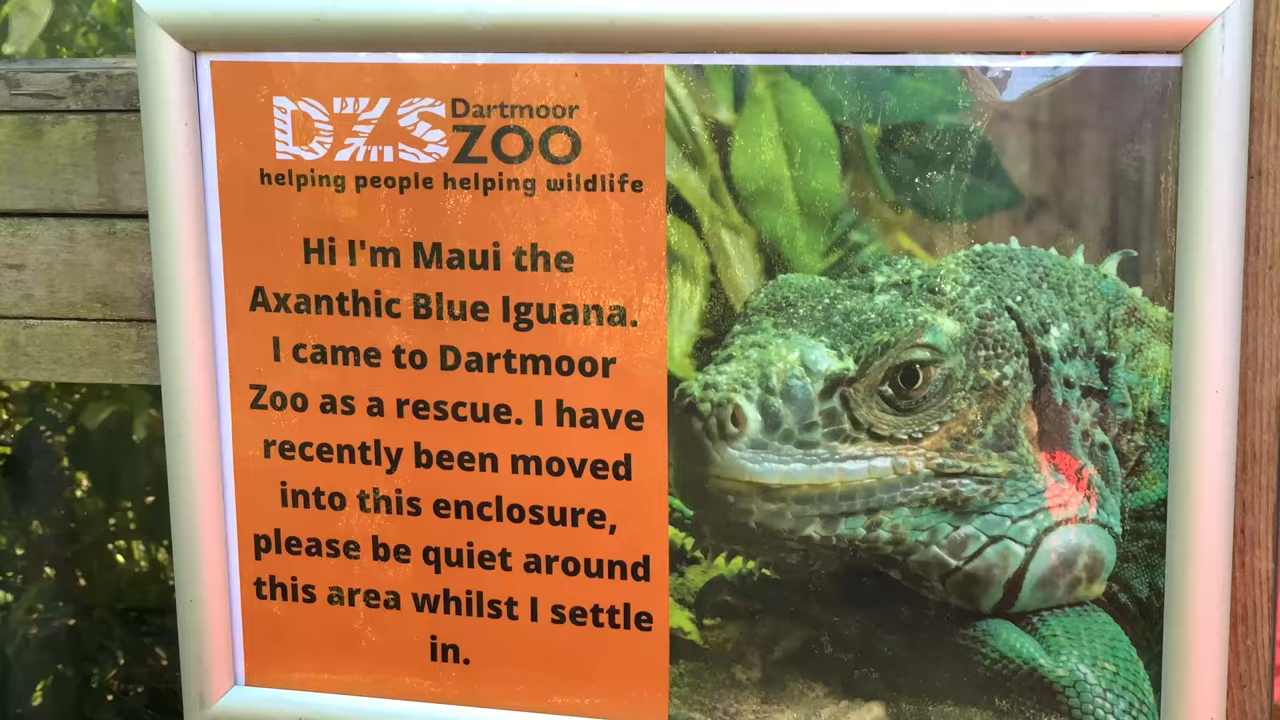 DZS Dartmoor
ZOO
helping people helping wildlife
Hi I'm Maui the
Axanthic Blue Iguana.
I came to Dartmoor
Zoo as a rescue. I have
recently been moved
into this enclosure,
please be quiet around
this area whilst I settle
in.